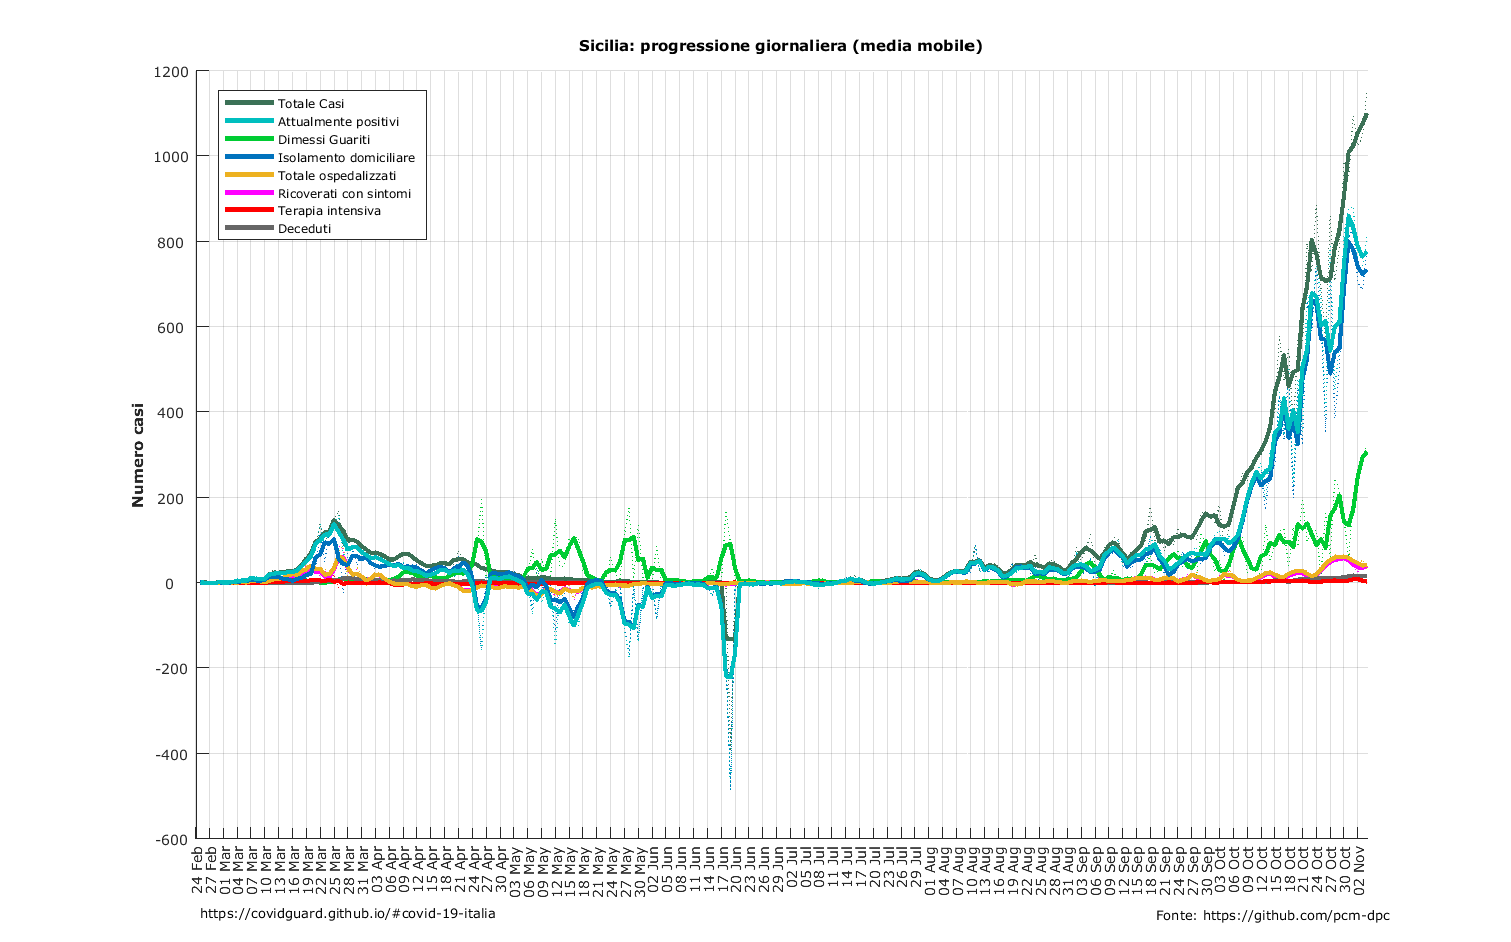 Sicilia: progressione giornaliera (media mobile)
Numero casi
1200
1000
800
600
400
200
0
-200
-400
-600
Totale Casi
Attualmente positivi
Dimessi Guariti
Isolamento domiciliare
Totale ospedalizzati
Ricoverati con sintomi
Terapia intensiva
Deceduti
24 Feb
27 Feb
01 Mar
04 Mar
07 Mar
10 Mar
13 Mar
16 Mar
19 Mar
22 Mar
25 Mar
28 Mar
31 Mar
03 Apr
06 Apr
09 Apr
12 Apr
15 Apr
18 Apr
21 Apr
24 Apr
27 Apr
30 Apr
03 May
06 May
09 May
12 May
15 May
18 May
21 May
24 May
27 May
30 May
02 Jun
05 Jun
08 Jun
11 Jun
14 Jun
17 Jun
20 Jun
23 Jun
26 Jun
29 Jun
02 Jul
05 Jul
08 Jul
11 Jul
14 Jul
17 Jul
20 Jul
23 Jul
26 Jul
29 Jul
01 Aug
04 Aug
07 Aug
10 Aug
13 Aug
16 Aug
19 Aug
22 Aug
25 Aug
28 Aug
31 Aug
03 Sep
06 Sep
09 Sep
12 Sep
15 Sep
18 Sep
21 Sep
24 Sep
27 Sep
30 Sep
03 Oct
06 Oct
09 Oct
12 Oct
15 Oct
18 Oct
21 Oct
24 Oct
27 Oct
30 Oct
02 Nov
https://covidguard.github.io/#covid-19-italia
Fonte: https://github.com/pcm-dpc